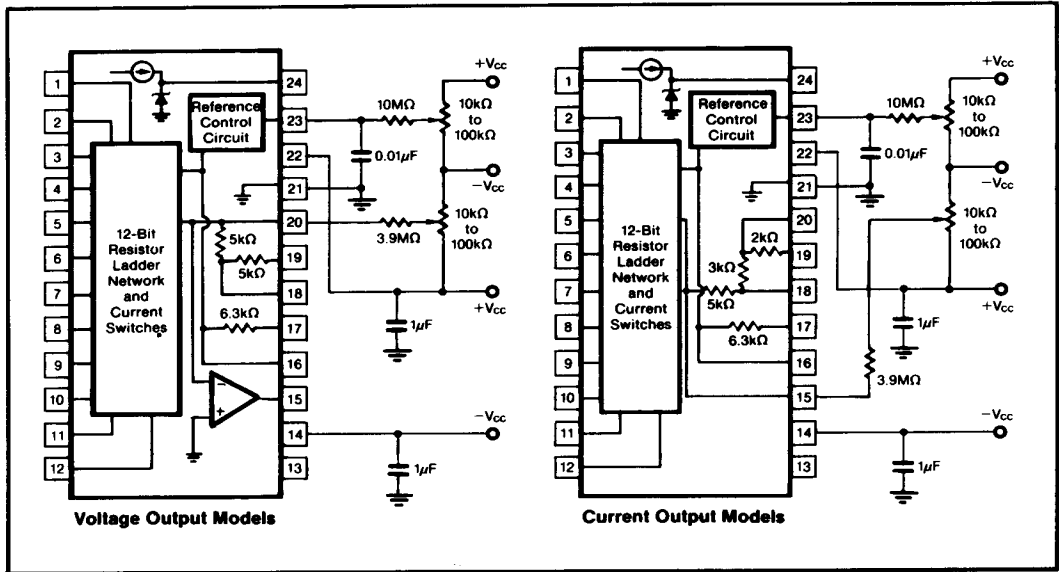 1
2
3
4
5
6
7
8
9
10
11
12
12-Bit
Resistor
Ladder
Network
and
Current
Switches
Reference
Control
Circuit
5kΩ
5kΩ
6.3kΩ
−
+
24
23
22
21
20
19
18
17
16
15
14
13
10MΩ
0.01μF
3.9MΩ
1μF
1μF
+VCC
10kΩ
to
100kΩ
−VCC
10kΩ
to
100kΩ
+VCC
−VCC
Voltage Output Models
1
2
3
4
5
6
7
8
9
10
11
12
12-Bit
Resistor
Ladder
Network
and
Current
Switches
Reference
Control
Circuit
2kΩ
3kΩ
5kΩ
6.3kΩ
24
23
22
21
20
19
18
17
16
15
14
13
10MΩ
0.01μF
1μF
3.9MΩ
1μF
+VCC
10kΩ
to
100kΩ
−VCC
10kΩ
to
100kΩ
+VCC
−VCC
Current Output Models